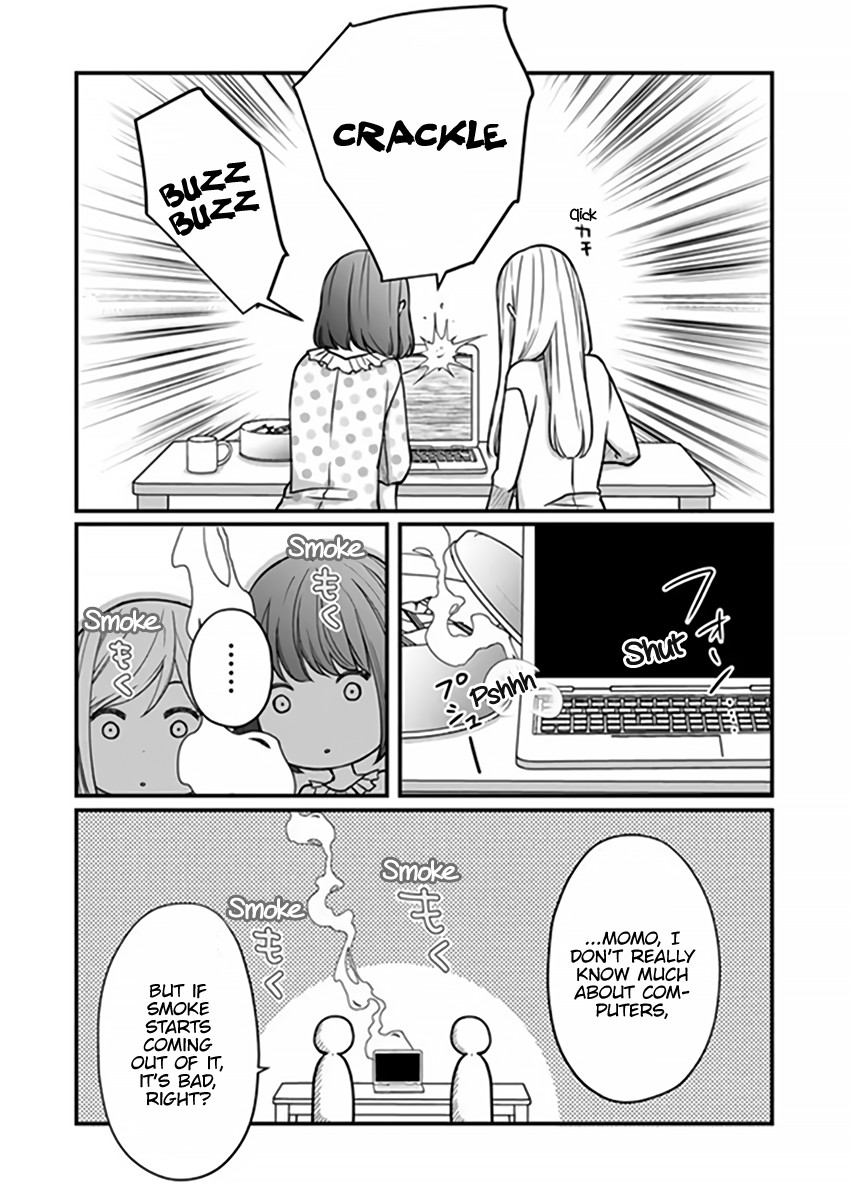 CRACKLE
Click
カチ
BUZZ
BUZZ
Shut
フォン…
Pshhh
プシュー
Smoke
もく
Smoke
もく
......
...MOMO, I
DON'T REALLY
KNOW MUCH
ABOUT COM-
PUTERS,
Smoke
もく
Smoke
もく
BUT IF
SMOKE
STARTS
COMING
OUT OF IT,
IT'S BAD,
RIGHT?